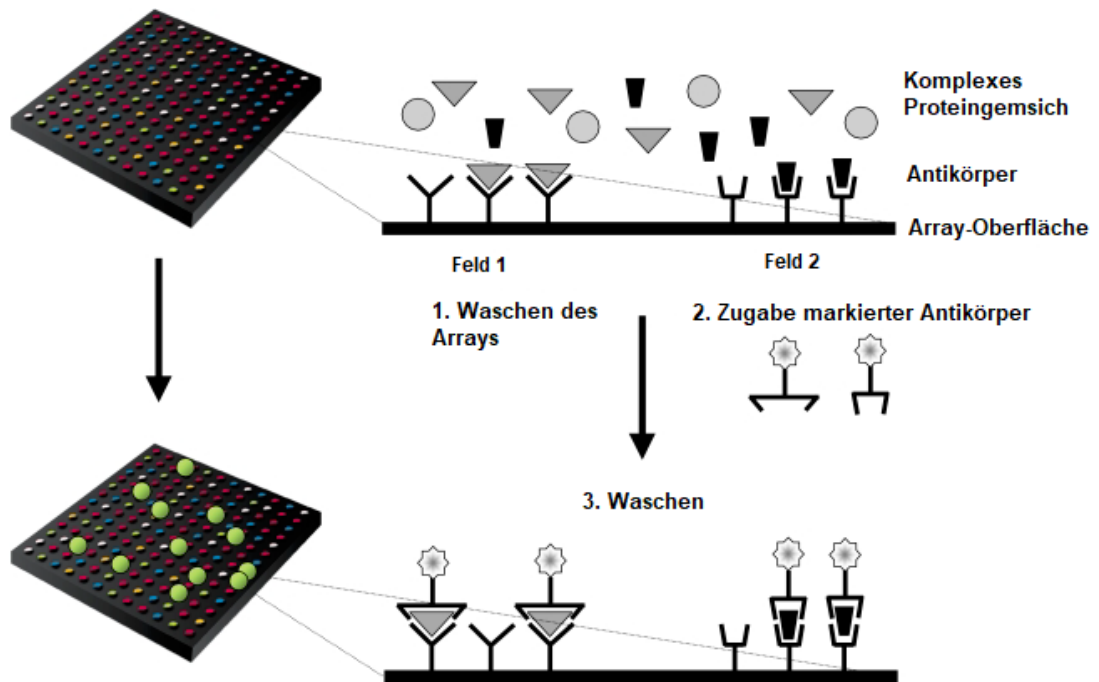 Komplexes
Proteingemsich
Antikörper
Array-Oberfläche
Feld 1
Feld 2
1. Waschen des
Arrays
2. Zugabe markierter Antikörper
3. Waschen